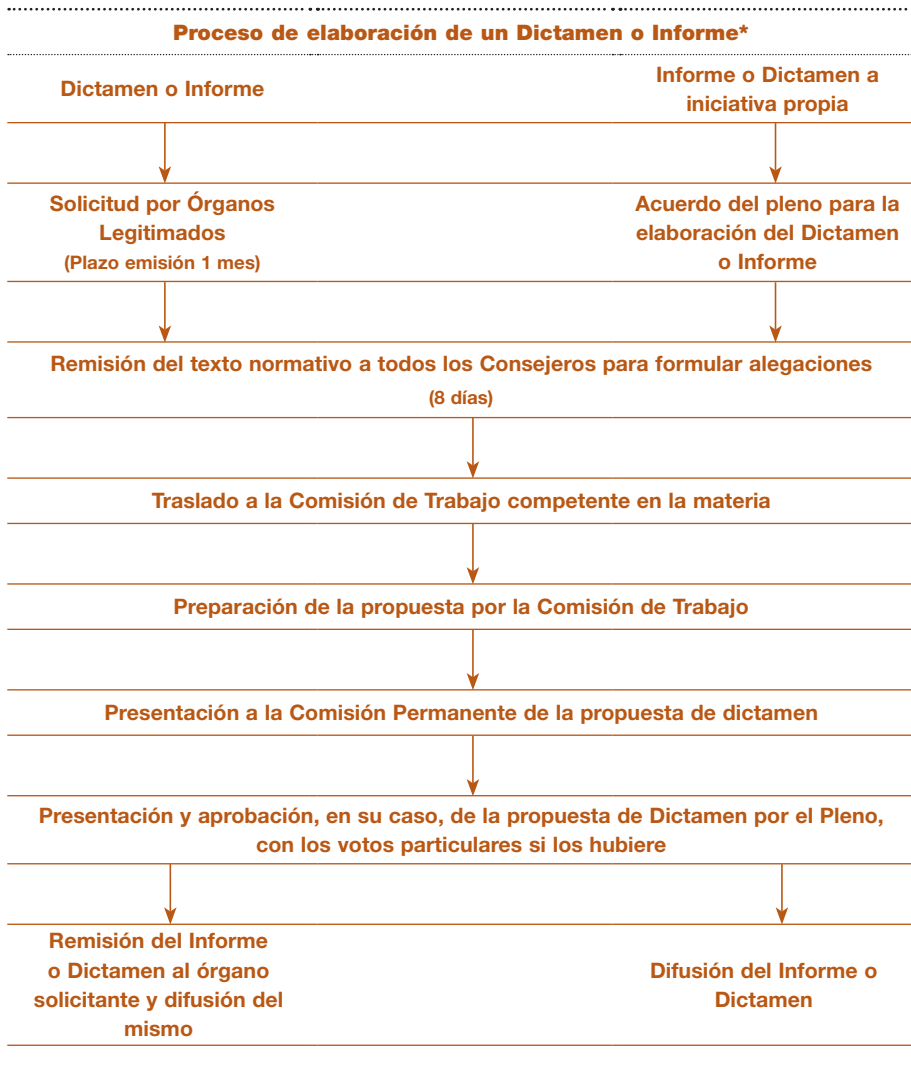 Proceso de elaboración de un Dictamen o Informe*
Dictamen o Informe
Informe o Dictamen a
iniciativa propia
Solicitud por Órganos
Legitimados
(Plazo emisión 1 mes)
Acuerdo del pleno para la
elaboración del Dictamen
o Informe
Remisión del texto normativo a todos los Consejeros para formular alegaciones
(8 días)
Traslado a la Comisión de Trabajo competente en la materia
Preparación de la propuesta por la Comisión de Trabajo
Presentación a la Comisión Permanente de la propuesta de dictamen
Presentación y aprobación, en su caso, de la propuesta de Dictamen por el Pleno,
con los votos particulares si los hubiere
Remisión del Informe
o Dictamen al órgano
solicitante y difusión del
mismo
Difusión del Informe o
Dictamen